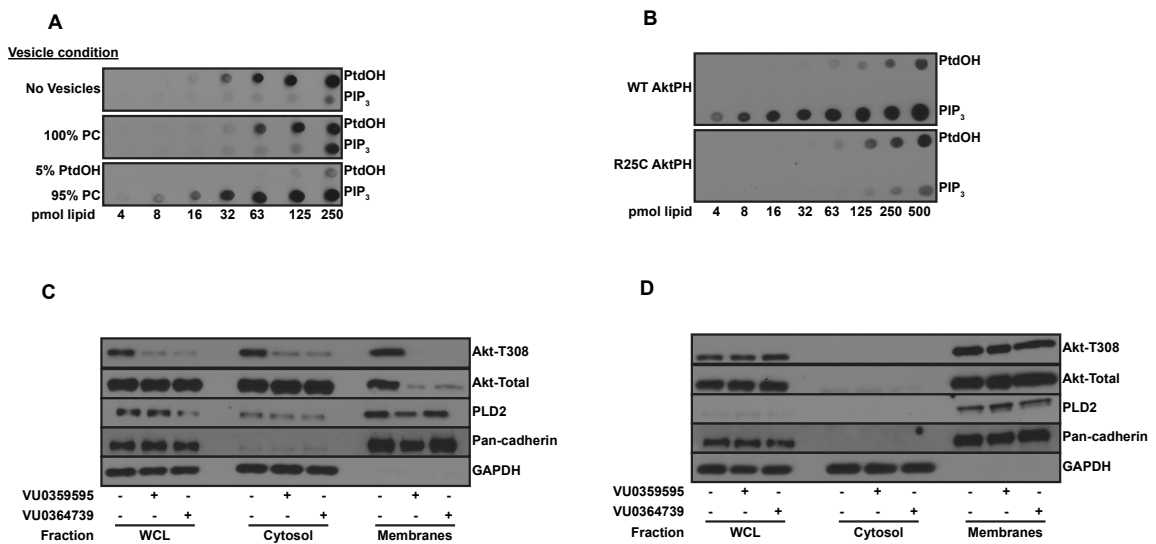 A
Vesicle condition
No Vesicles
PtdOH
PIP3
100% PC
PtdOH
PIP3
5% PtdOH
95% PC
PtdOH
PIP3
pmol lipid 4 8 16 32 63 125 250
B
WT AktPH
PtdOH
PIP3
R25C AktPH
PtdOH
PIP3
pmol lipid 4 8 16 32 63 125 250 500
C
Akt-T308
Akt-Total
PLD2
Pan-cadherin
GAPDH
VU0359595 - + - - + - - + -
VU0364739 - - + - - + - - +
Fraction WCL Cytosol Membranes
D
Akt-T308
Akt-Total
PLD2
Pan-cadherin
GAPDH
VU0359595 - + - - + - - + -
VU0364739 - - + - - + - - +
Fraction WCL Cytosol Membranes